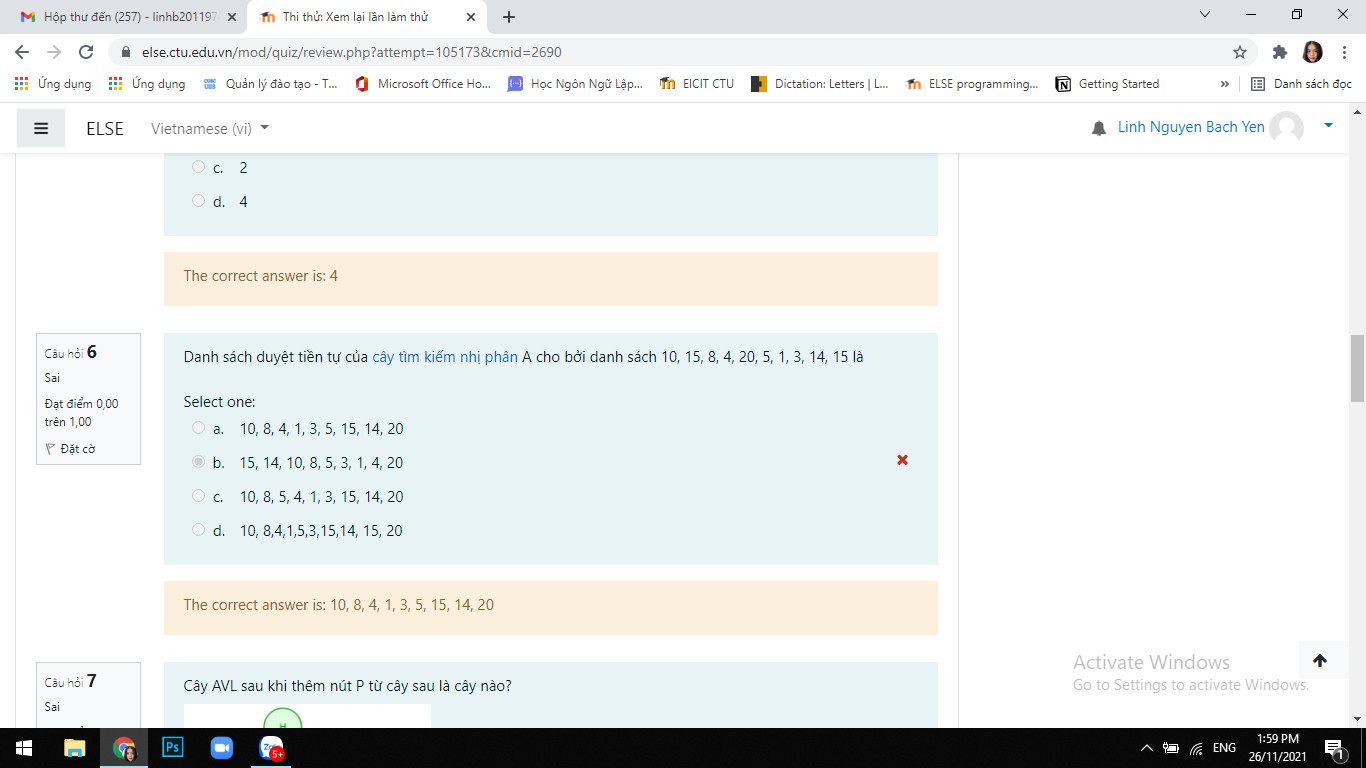 Hộp thư đến (257) - linhb201197
Thi thử: Xem lại lần làm thử
else.ctu.edu.vn/mod/quiz/review.php?attempt=105173&cmid=2690
Ứng dụng
Ứng dụng
Quản lý đào tạo - T...
Microsoft Office Ho...
Học Ngôn Ngữ Lập...
EICIT CTU
Dictation: Letters | L...
ELSE programming...
Getting Started
»
Danh sách đọc
ELSE
Vietnamese (vi)
Linh Nguyen Bach Yen
c. 2
d. 4
The correct answer is: 4
Câu hỏi 6
Sai
Đạt điểm 0,00
trên 1,00
Đặt cờ
Danh sách duyệt tiền tự của cây tìm kiếm nhị phân A cho bởi danh sách 10, 15, 8, 4, 20, 5, 1, 3, 14, 15 là
Select one:
a. 10, 8, 4, 1, 3, 5, 15, 14, 20
b. 15, 14, 10, 8, 5, 3, 1, 4, 20
c. 10, 8, 5, 4, 1, 3, 15, 14, 20
d. 10, 8,4,1,5,3,15,14, 15, 20
The correct answer is: 10, 8, 4, 1, 3, 5, 15, 14, 20
Câu hỏi 7
Sai
Cây AVL sau khi thêm nút P từ cây sau là cây nào?
H
Activate Windows
Go to Settings to activate Windows.
Ps
Zalo
5+
ENG
1:59 PM
26/11/2021
1